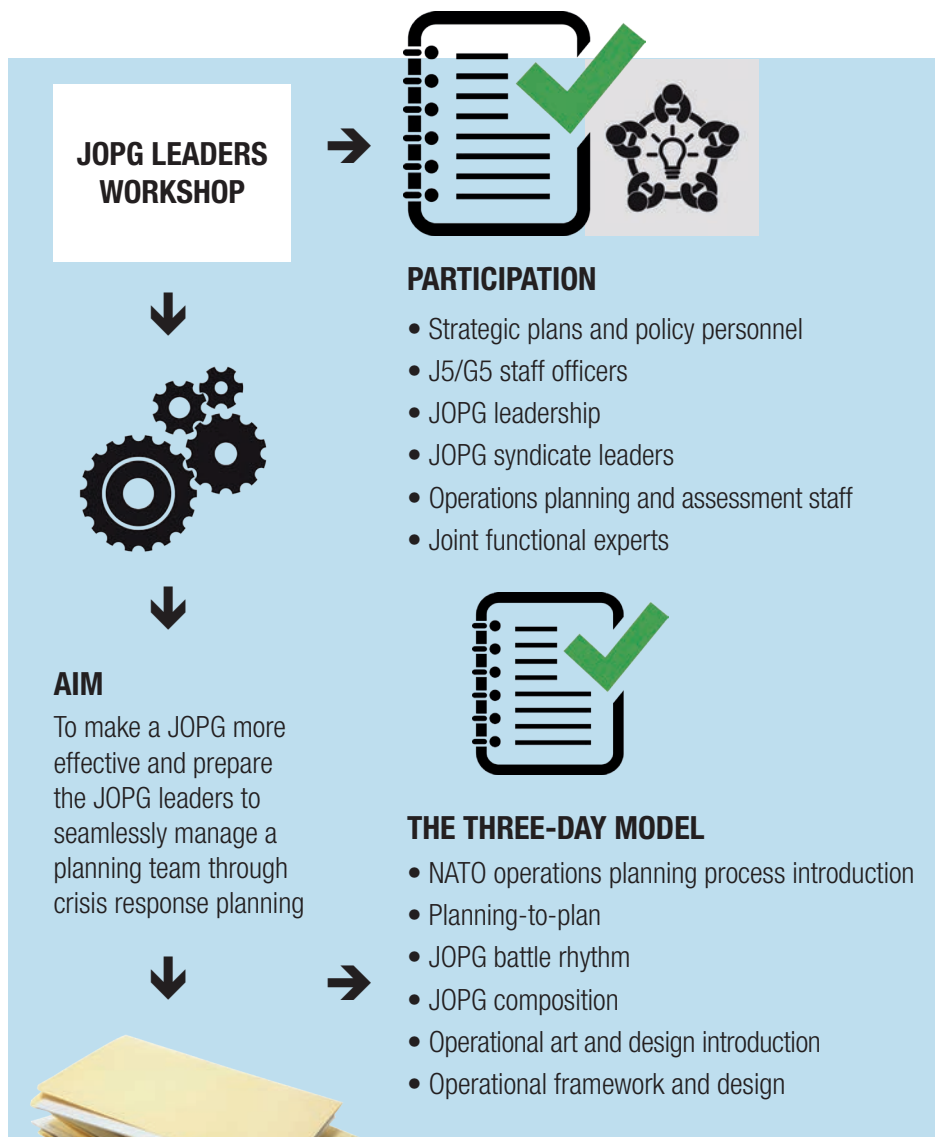 JOPG LEADERS
WORKSHOP
PARTICIPATION
• Strategic plans and policy personnel
• J5/G5 staff officers
• JOPG leadership
• JOPG syndicate leaders
• Operations planning and assessment staff
• Joint functional experts
AIM
To make a JOPG more
effective and prepare
the JOPG leaders to
seamlessly manage a
planning team through
crisis response planning
THE THREE-DAY MODEL
• NATO operations planning process introduction
• Planning-to-plan
• JOPG battle rhythm
• JOPG composition
• Operational art and design introduction
• Operational framework and design